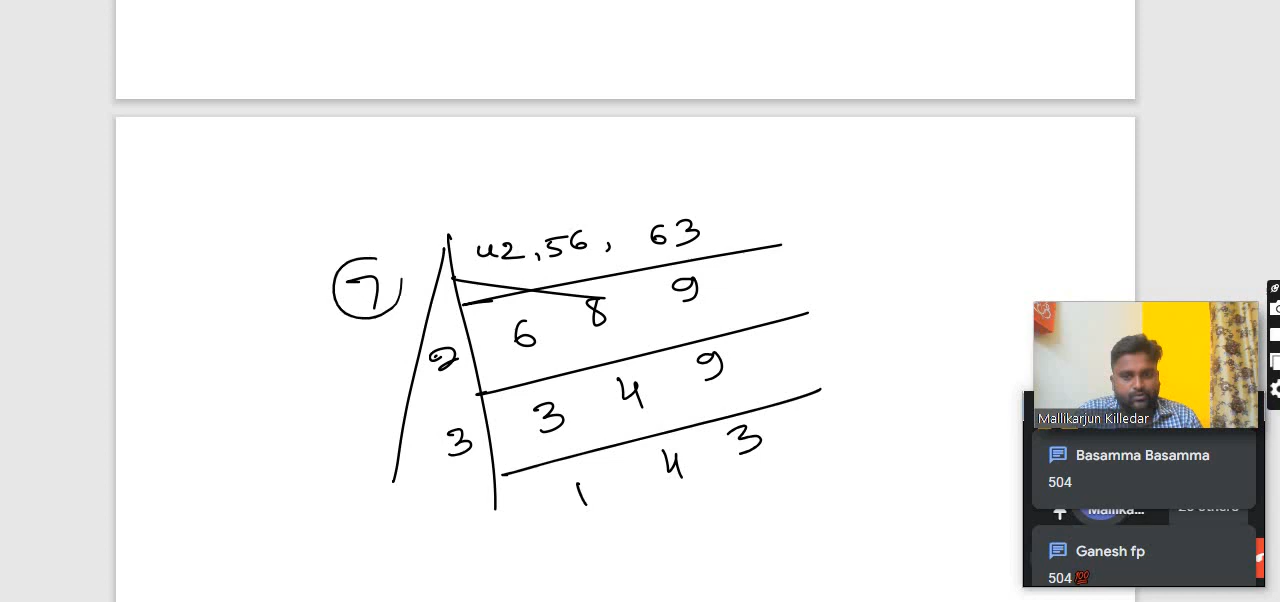 7
42, 56, 63
6 8 9
2
3 4 9
3
1 4 3
Mallikarjun Killedar
Basamma Basamma
504
Mallika...
Ganesh fp
504💯